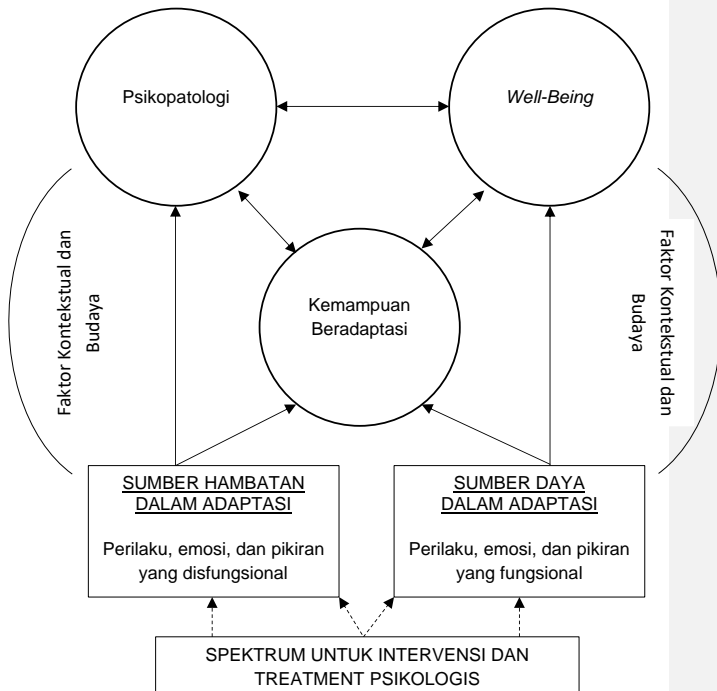 Psikopatologi
Well-Being
Faktor Kontekstual dan
Budaya
Faktor Kontekstual dan
Budaya
Kemampuan
Beradaptasi
SUMBER HAMBATAN
DALAM ADAPTASI
Perilaku, emosi, dan pikiran
yang disfungsional
SUMBER DAYA
DALAM ADAPTASI
Perilaku, emosi, dan pikiran
yang fungsional
SPEKTRUM UNTUK INTERVENSI DAN
TREATMENT PSIKOLOGIS